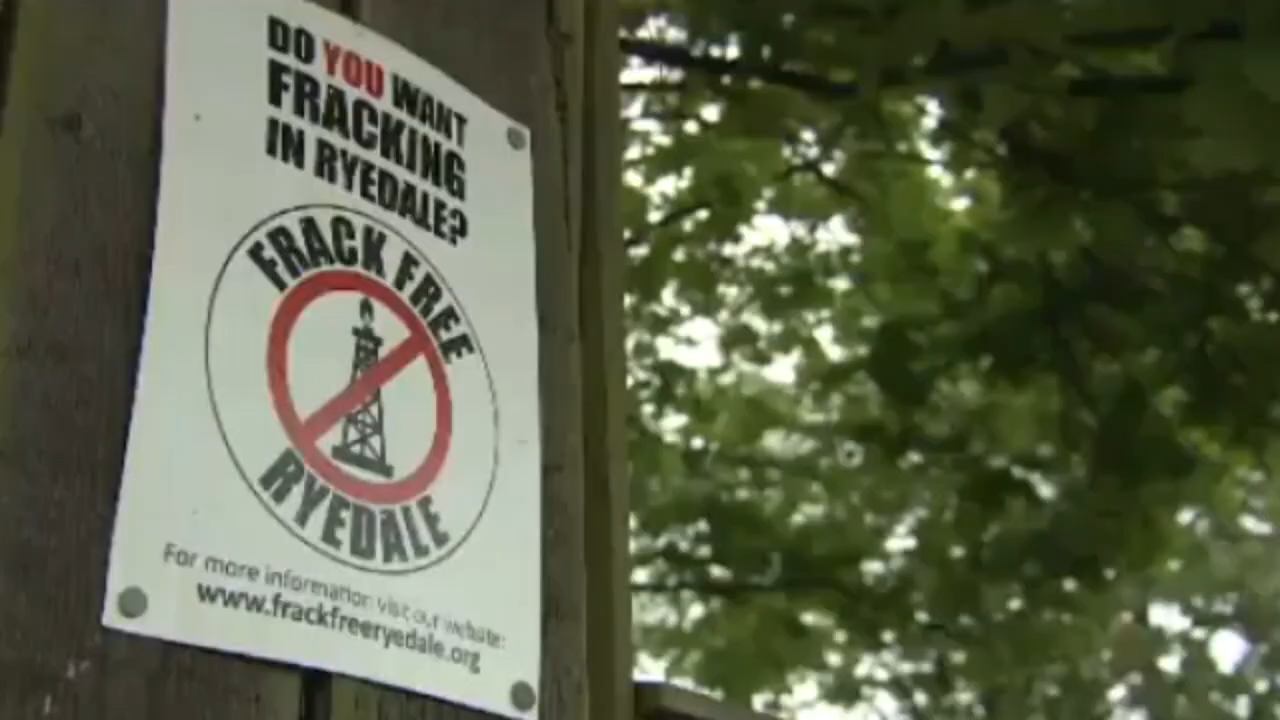 DO YOU WANT
FRACKING
IN RYEDALE?
FRACK FREE
RYEDALE
For more information visit our website:
www.frackfreeryedale.org